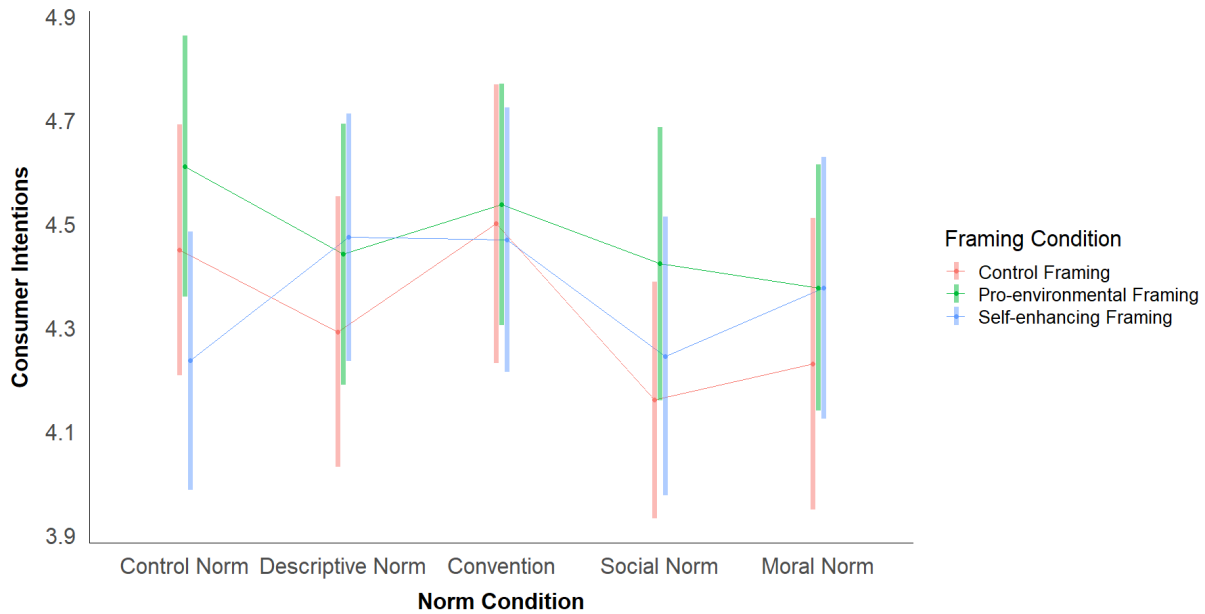 4.9
4.7
4.5
4.3
4.1
3.9
Consumer Intentions
Control Norm
Descriptive Norm
Convention
Social Norm
Moral Norm
Norm Condition
Framing Condition
Control Framing
Pro-environmental Framing
Self-enhancing Framing